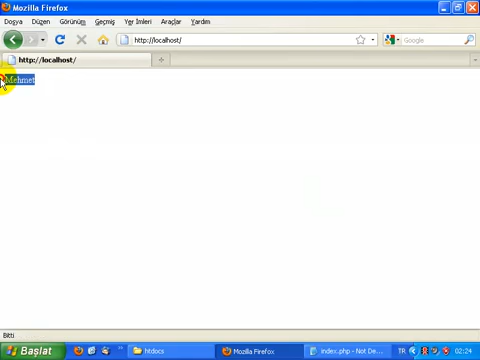 Mozilla Firefox
Dosya Düzen Görünüm Geçmiş Yer İmleri Araçlar Yardım
http://localhost/
Google
http://localhost/
Mehmet
Bitti
Başlat
htdocs
Mozilla Firefox
index.php - Not De...
TR
02:24